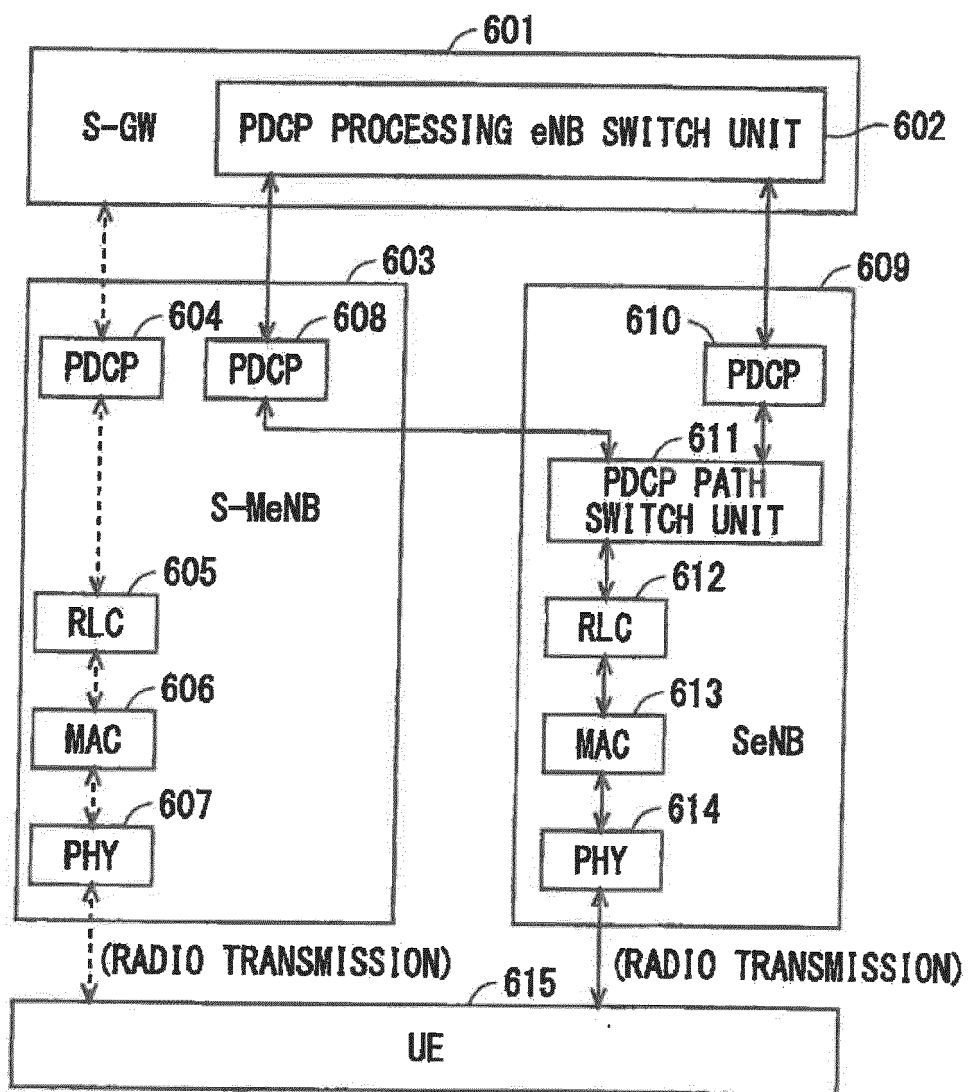 601
S-GW
PDCP PROCESSING eNB SWITCH UNIT
602
603
609
604
608
610
PDCP
PDCP
PDCP
611
PDCP PATH
SWITCH UNIT
S-MeNB
605
612
RLC
RLC
606
613
MAC
MAC
SeNB
607
614
PHY
PHY
(RADIO TRANSMISSION)
(RADIO TRANSMISSION)
615
UE